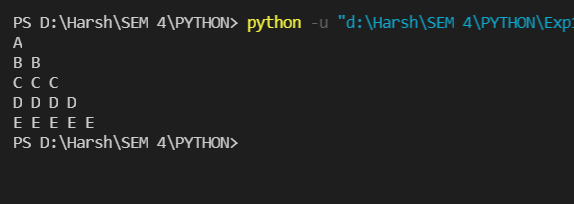 PS D:\Harsh\SEM 4\PYTHON> python -u "d:\Harsh\SEM 4\PYTHON\Exp
A
B B
C C C
D D D D
E E E E E
PS D:\Harsh\SEM 4\PYTHON>